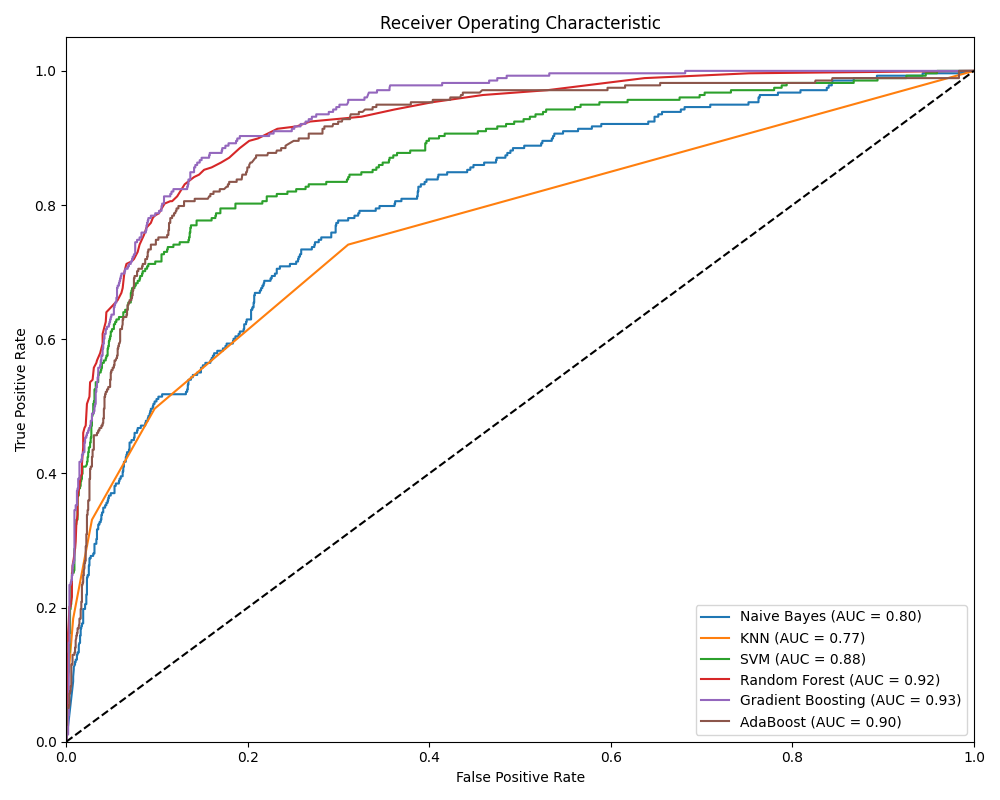 Receiver Operating Characteristic
True Positive Rate
1.0
0.8
0.6
0.4
0.2
0.0
Naive Bayes (AUC = 0.80)
KNN (AUC = 0.77)
SVM (AUC = 0.88)
Random Forest (AUC = 0.92)
Gradient Boosting (AUC = 0.93)
AdaBoost (AUC = 0.90)
0.0 0.2 0.4 0.6 0.8 1.0
False Positive Rate